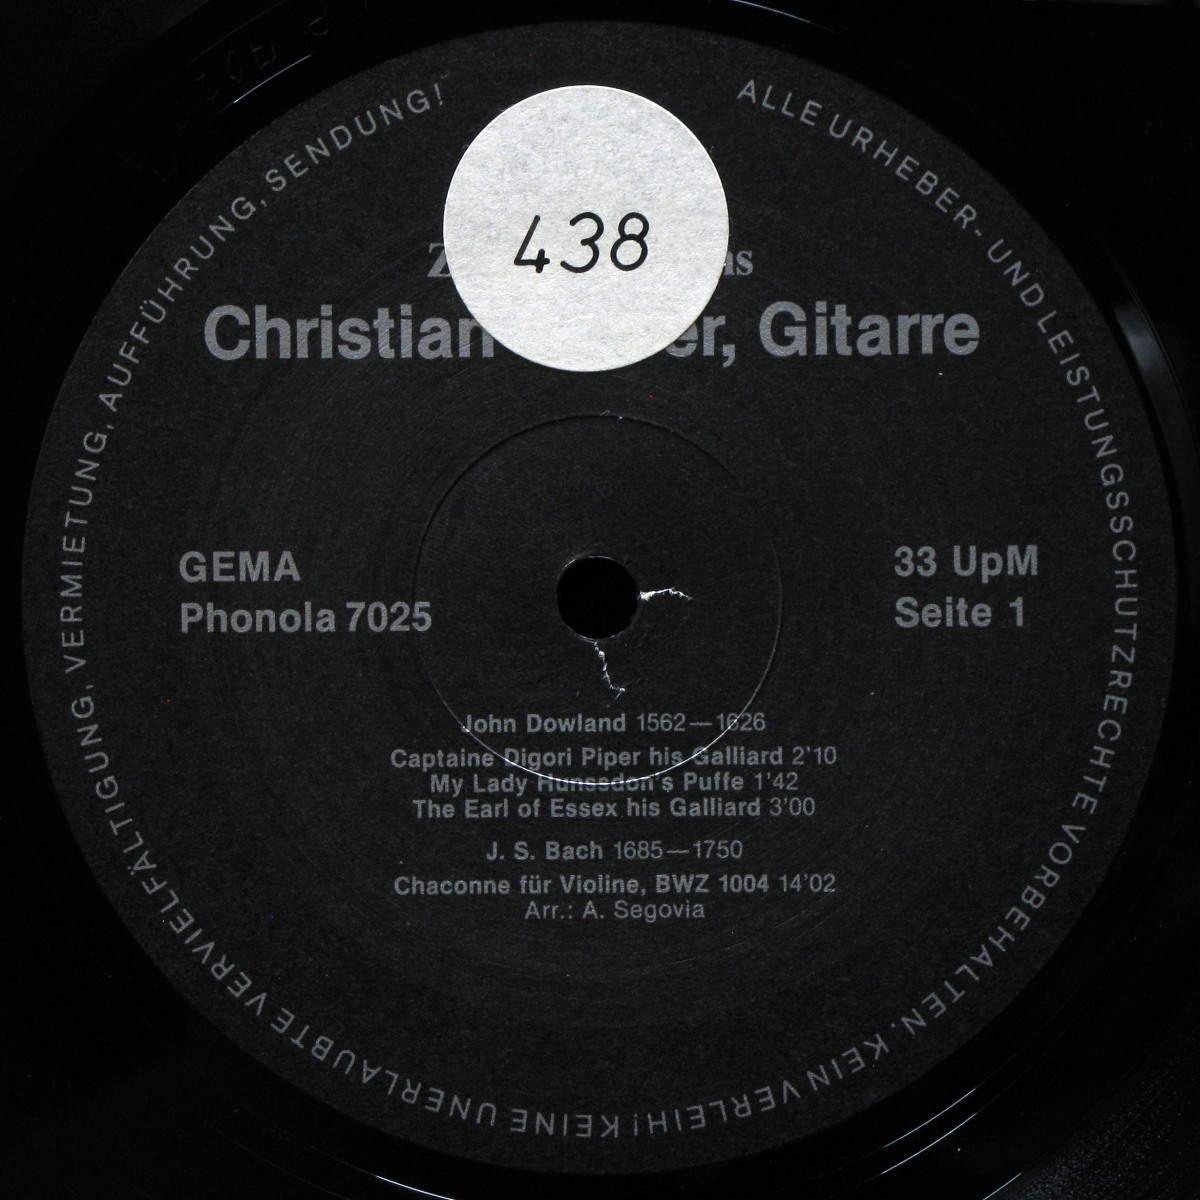 ALLE URHEBER- UND LEISTUNGSSCHUTZRECHTE VORBEHALTEN. KEIN VERLEIH! KEINE UNERLAUBTE VERVIELFÄLTIGUNG, VERMIETUNG, AUFFÜHRUNG, SENDUNG!
438
Christian
Gitarre
GEMA
Phonola 7025
33 UpM
Seite 1
John Dowland 1562—1626
Captaine Digori Piper his Galliard 2'10
My Lady Hunssdon's Puffe 1'42
The Earl of Essex his Galliard 3'00
J. S. Bach 1685—1750
Chaconne für Violine, BWZ 1004 14'02
Arr.: A. Segovia